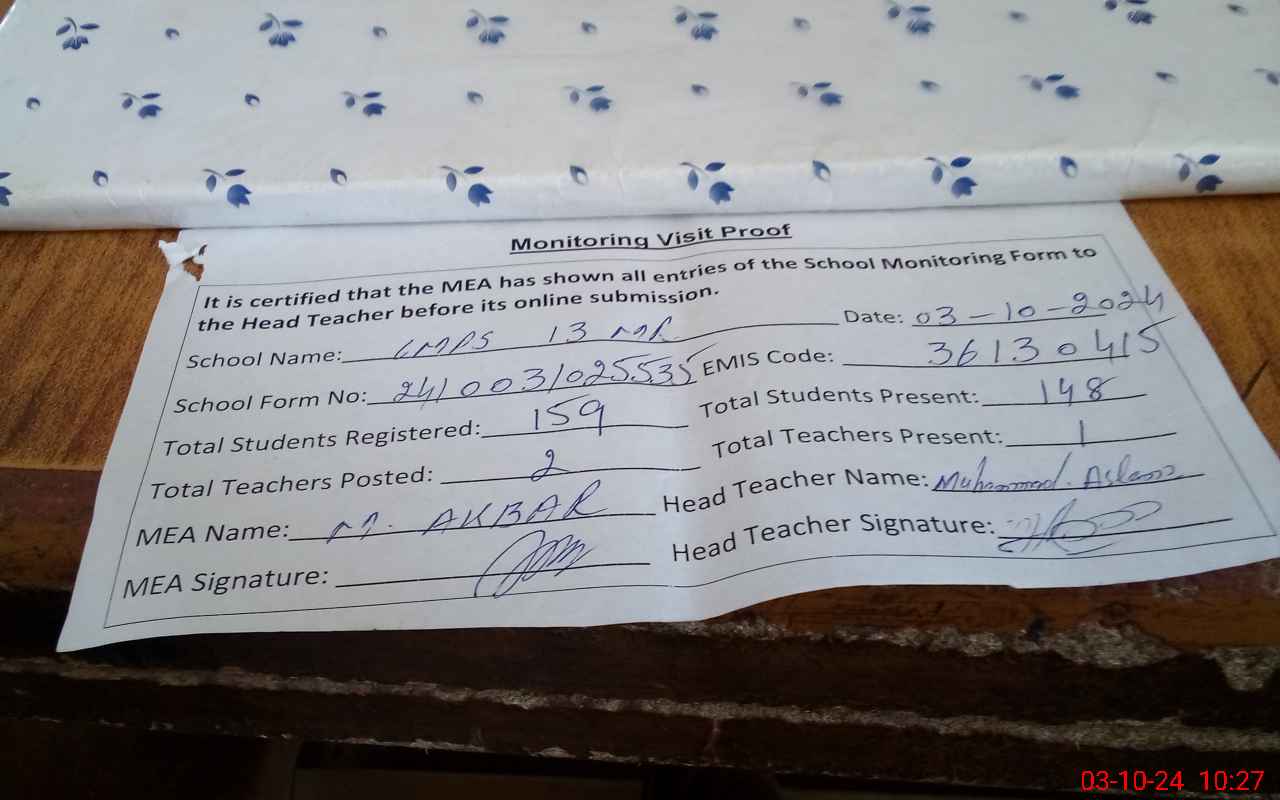 Monitoring Visit Proof
It is certified that the MEA has shown all entries of the School Monitoring Form to
the Head Teacher before its online submission.
School Name: GMPS 13 MR Date: 03-10-2024
School Form No: 2410031025535 EMIS Code: 36130415
Total Students Registered: 159 Total Students Present: 148
Total Teachers Posted: 2 Total Teachers Present: 1
MEA Name: M. AKBAR Head Teacher Name: Muhammad. Aslam
MEA Signature: Head Teacher Signature:
03-10-24 10:27